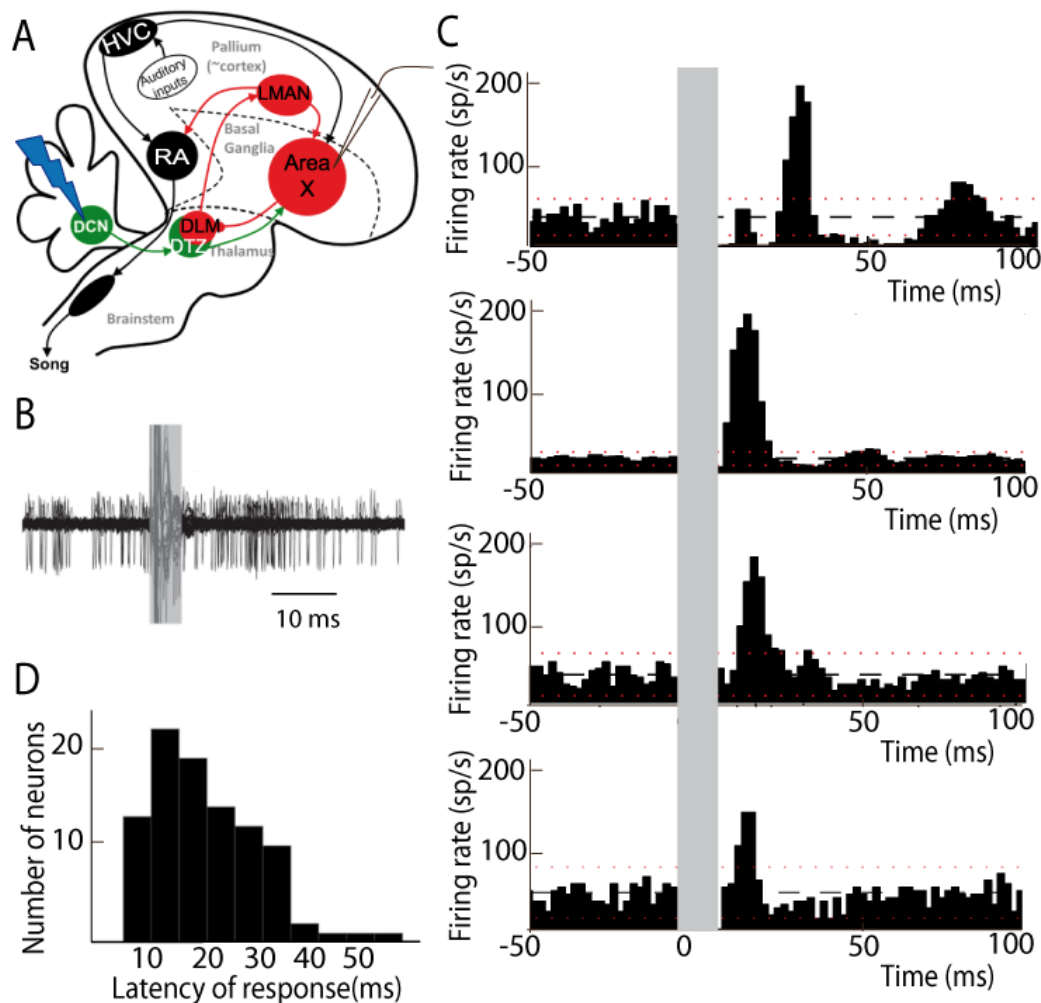 A
HVC
Auditory
inputs
Pallium
(~cortex)
LMAN
RA
Basal
Ganglia
Area
X
DCN
DLM
DTZ
Thalamus
Brainstem
Song
B
10 ms
D
Number of neurons
20
10
10 20 30 40 50
Latency of response(ms)
C
Firing rate (sp/s)
200
100
-50 50 100
Time (ms)
Firing rate (sp/s)
200
100
-50 50 100
Time (ms)
Firing rate (sp/s)
200
100
-50 50 100
Time (ms)
Firing rate (sp/s)
200
100
-50 0 50 100
Time (ms)